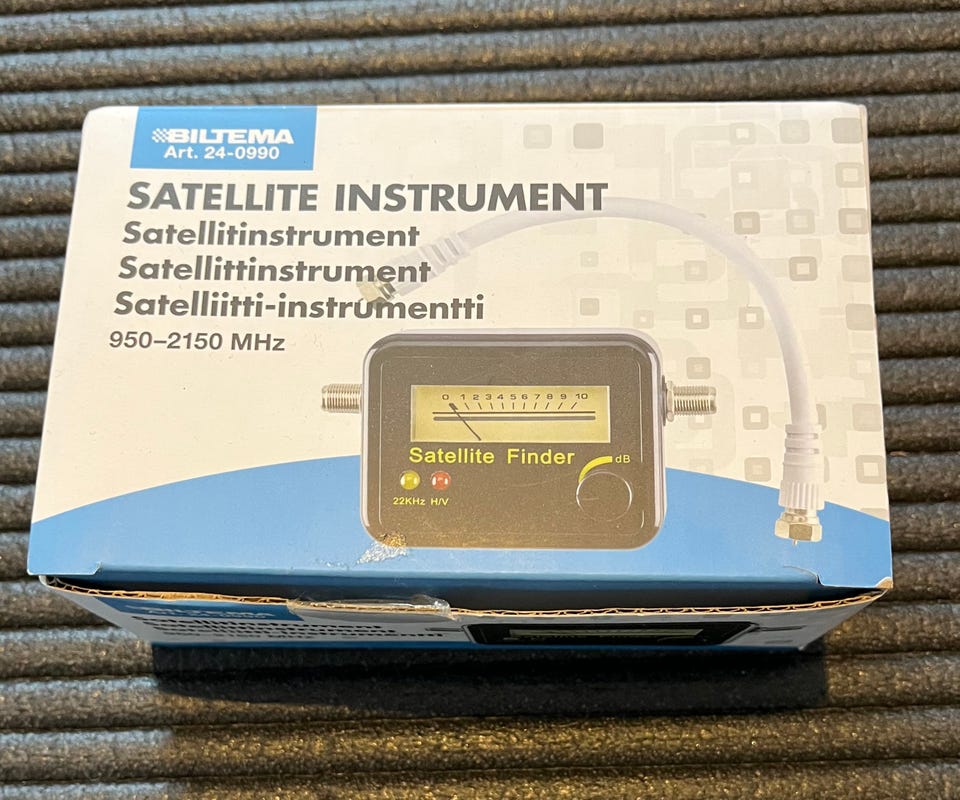 BILTEMA
Art. 24-0990
SATELLITE INSTRUMENT
Satellitinstrument
Satellittinstrument
Satelliitti-instrumentti
950–2150 MHz
0 1 2 3 4 5 6 7 8 9 10
Satellite Finder
dB
22KHz H/V